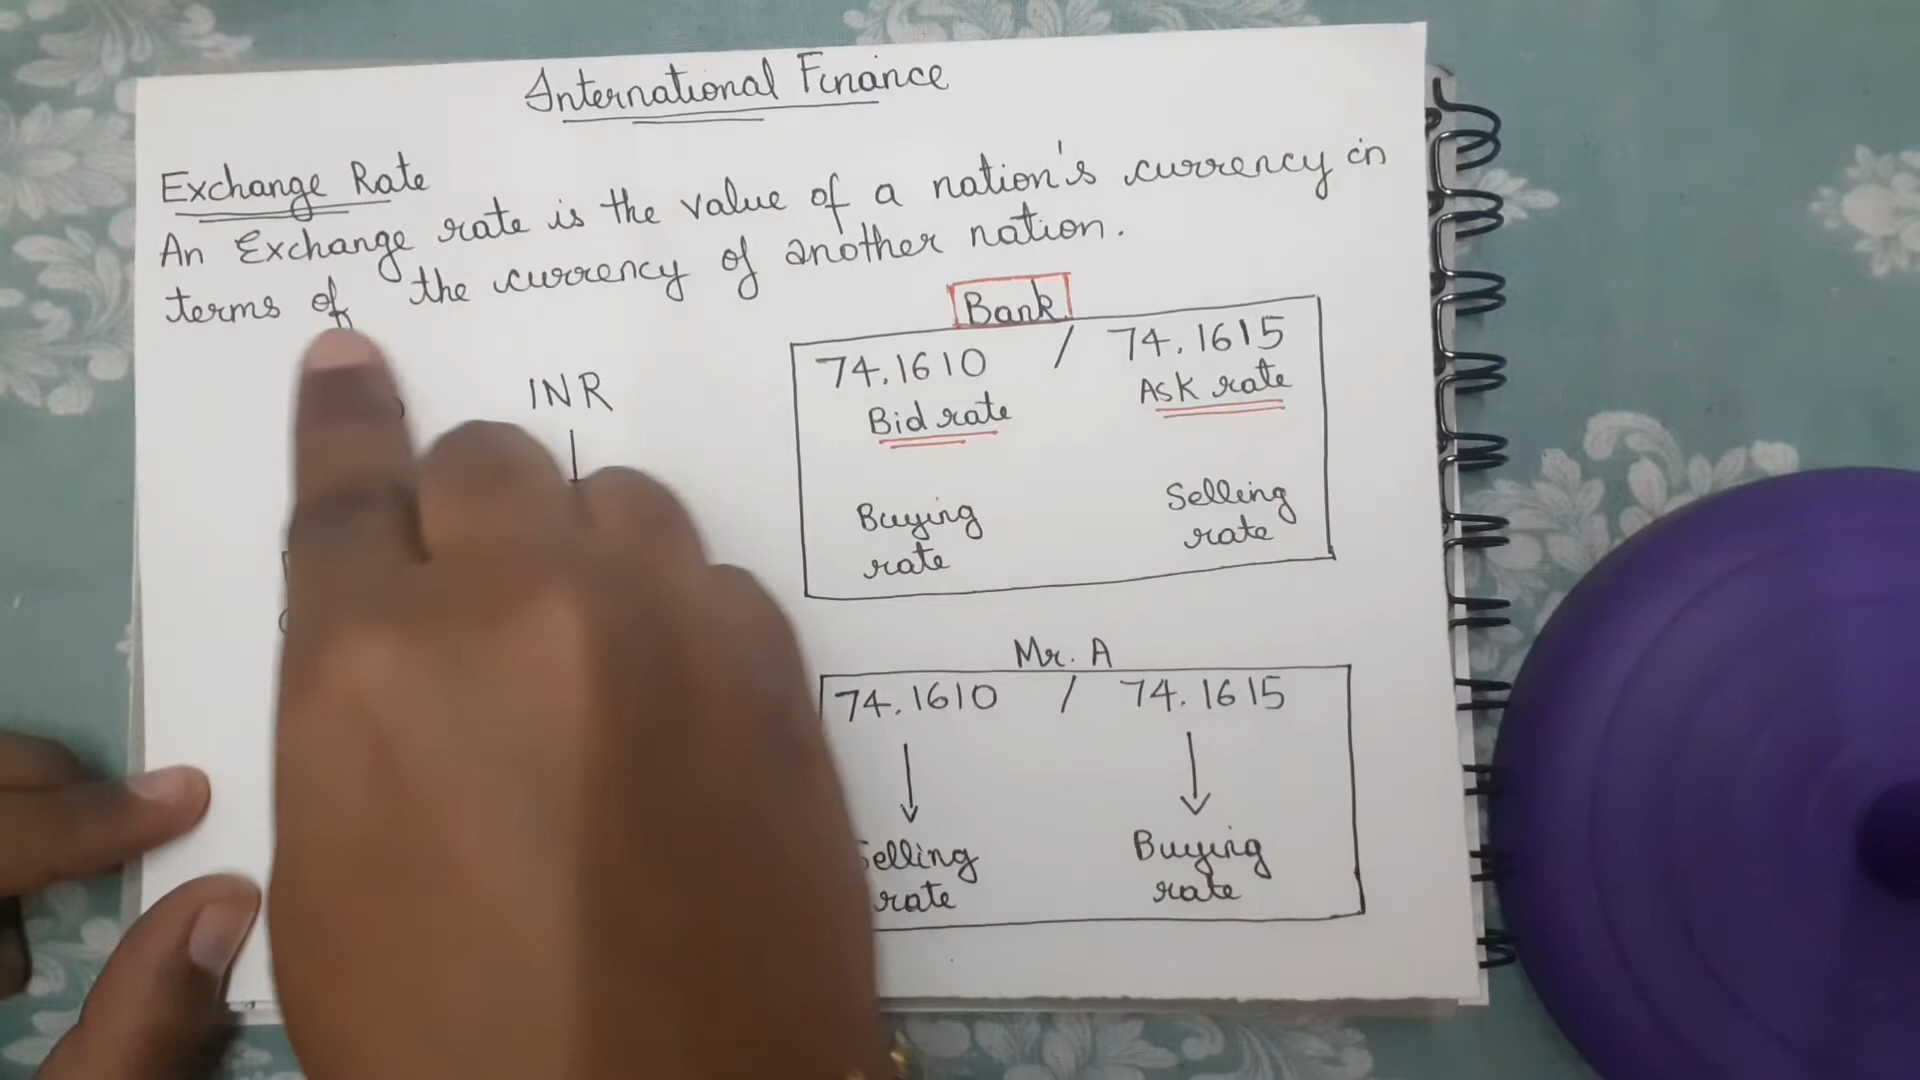 International Finance
Exchange Rate
An Exchange rate is the value of a nation's currency in
terms of the currency of another nation.
INR
Bank
74.1610 / 74.1615
Bid rate Ask rate
Buying rate
Selling rate
Mr. A
74.1610 / 74.1615
Selling rate
Buying rate